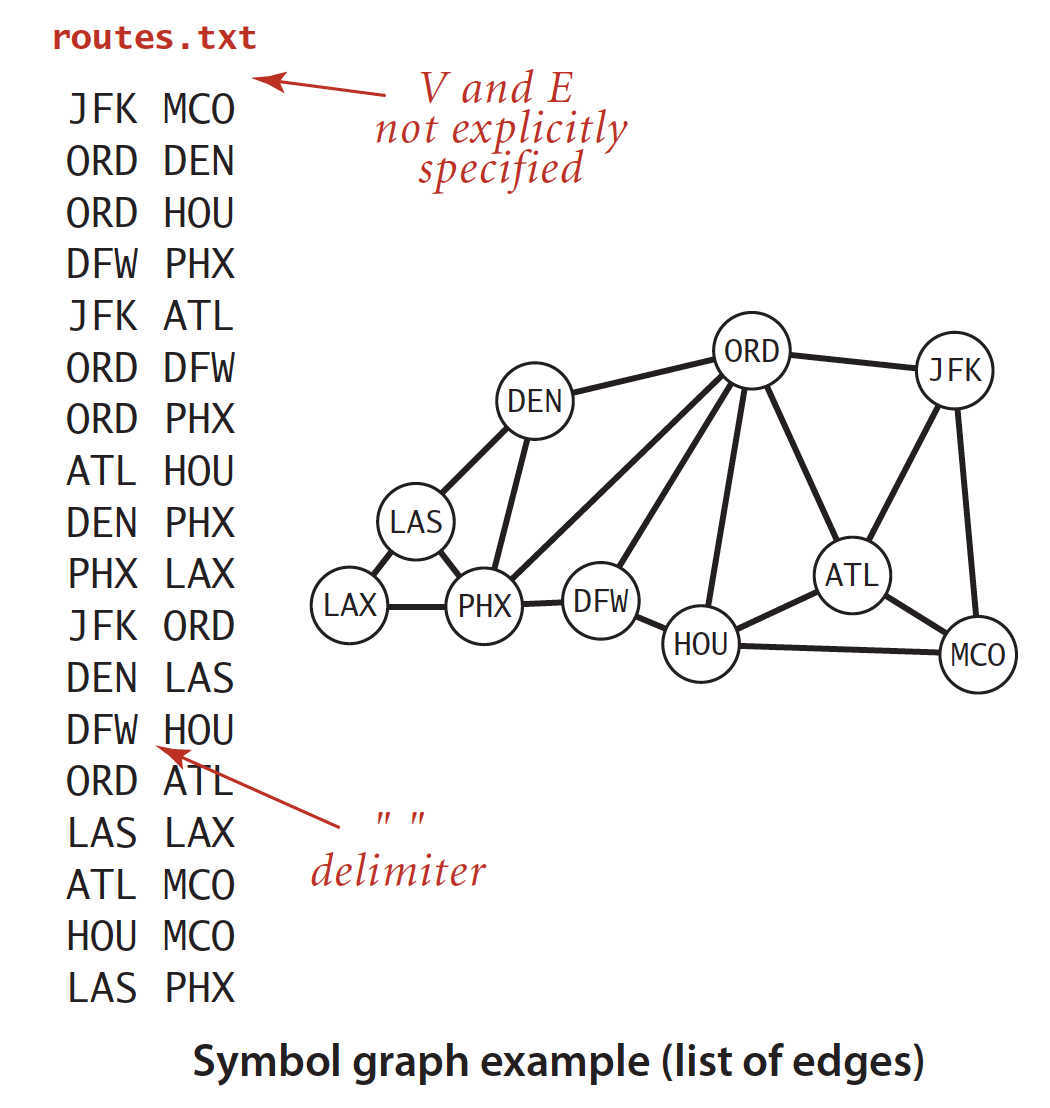 routes.txt
V and E
not explicitly
specified
JFK MCO
ORD DEN
ORD HOU
DFW PHX
JFK ATL
ORD DFW
ORD PHX
ATL HOU
DEN PHX
PHX LAX
JFK ORD
DEN LAS
DFW HOU
ORD ATL
LAS LAX
ATL MCO
HOU MCO
LAS PHX
" "
delimiter
ORD
JFK
DEN
LAS
ATL
LAX
PHX
DFW
HOU
MCO
Symbol graph example (list of edges)